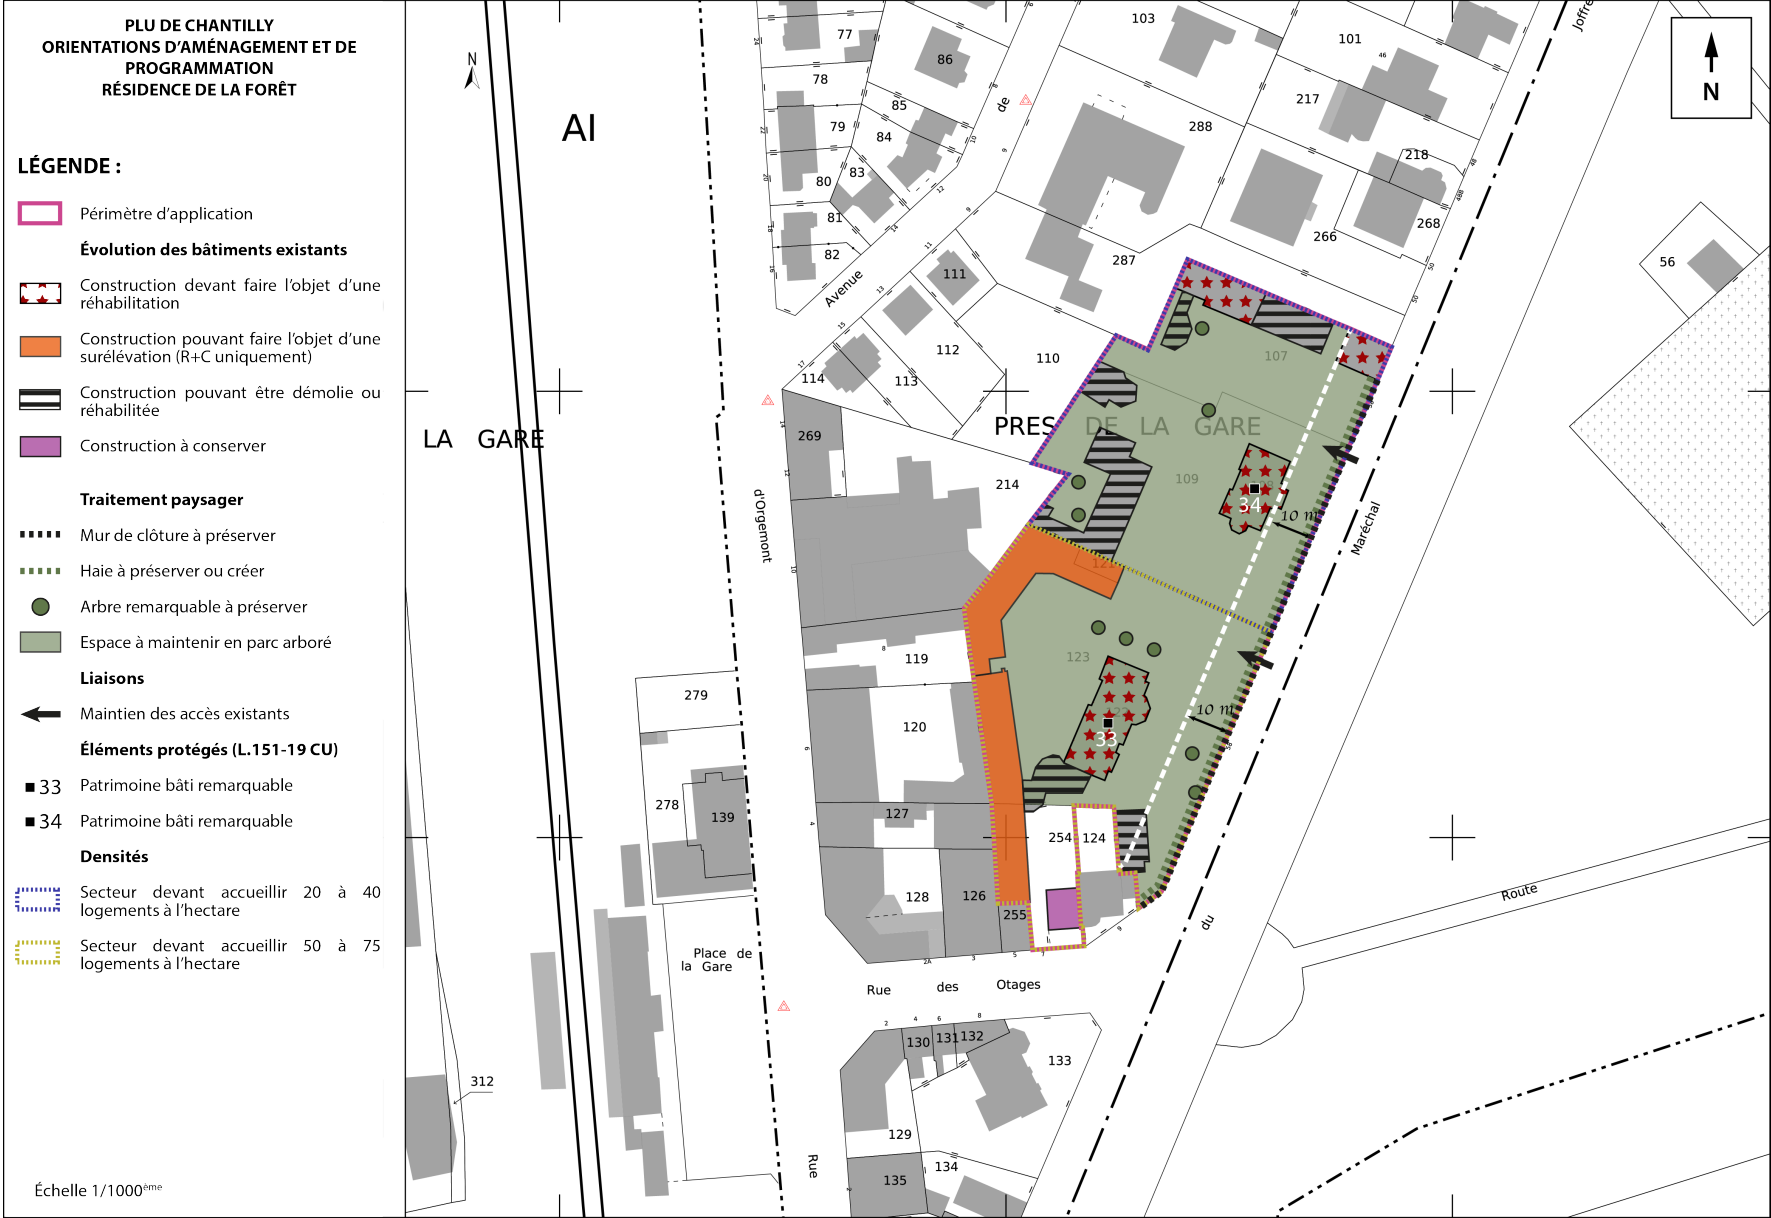 PLU DE CHANTILLY
ORIENTATIONS D'AMÉNAGEMENT ET DE
PROGRAMMATION
RÉSIDENCE DE LA FORÊT
LÉGENDE :
Périmètre d'application
Évolution des bâtiments existants
Construction devant faire l'objet d'une
réhabilitation
Construction pouvant faire l'objet d'une
surélévation (R+C uniquement)
Construction pouvant être démolie ou
réhabilitée
Construction à conserver
Traitement paysager
Mur de clôture à préserver
Haie à préserver ou créer
Arbre remarquable à préserver
Espace à maintenir en parc arboré
Liaisons
Maintien des accès existants
Éléments protégés (L.151-19 CU)
33 Patrimoine bâti remarquable
34 Patrimoine bâti remarquable
Densités
Secteur devant accueillir 20 à 40
logements à l'hectare
Secteur devant accueillir 50 à 75
logements à l'hectare
Échelle 1/1000ème
N
N
AI
LA GARE
PRES DE LA GARE
77
78
79
80
81
82
83
84
85
86
103
101
46
217
288
218
268
266
287
56
111
112
113
114
110
107
109
269
214
34
10 m
121
123
33
10 m
119
120
279
278
139
127
128
126
254
124
255
130
131
132
133
129
134
135
312
Avenue
de
Joffre
Maréchal
du
d'Orgemont
Rue
Rue des Otages
Place de
la Gare
Route